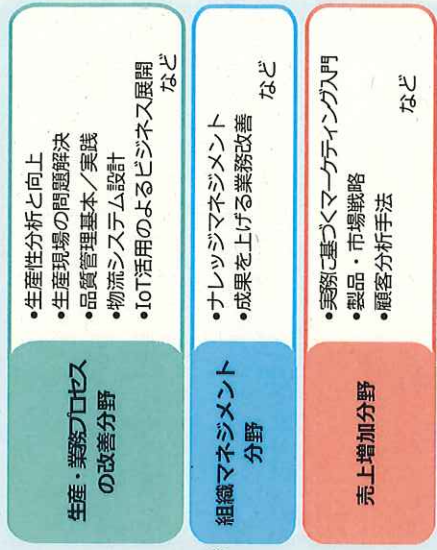 生産・業務プロセス
の改善分野
•生産性分析と向上
•生産現場の問題解決
•品質管理基本／実践
•物流システム設計
•IoT活用のよるビジネス展開
など
組織マネジメント
分野
•ナレッジマネジメント
•成果を上げる業務改善
など
売上増加分野
•実務に基づくマーケティング入門
•製品・市場戦略
•顧客分析手法
など